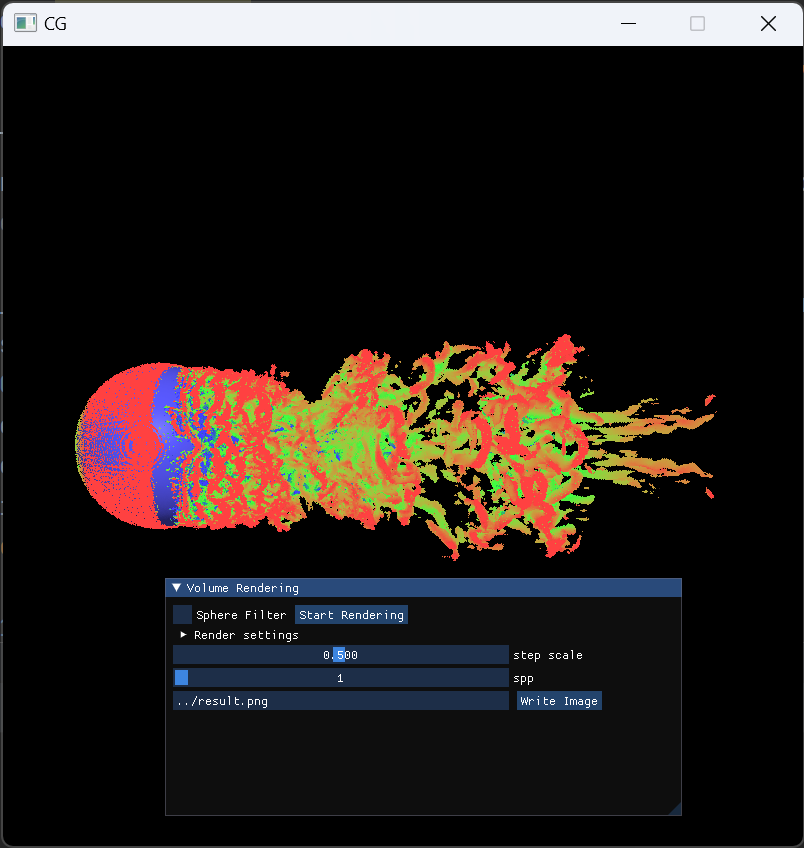 CG
Volume Rendering
Sphere Filter Start Rendering
Render settings
0.500 step scale
1 spp
../result.png Write Image